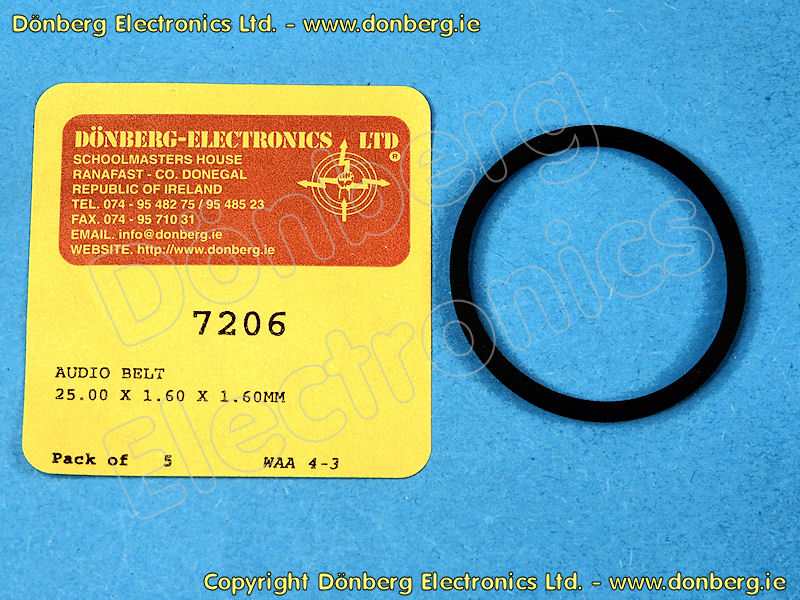 Dönberg Electronics Ltd. - www.donberg.ie
DÖNBERG-ELECTRONICS LTD
®
SCHOOLMASTERS HOUSE
RANAFAST - CO. DONEGAL
REPUBLIC OF IRELAND
TEL. 074 - 95 482 75 / 95 485 23
FAX. 074 - 95 710 31
EMAIL. info@donberg.ie
WEBSITE. http://www.donberg.ie
7206
AUDIO BELT
25.00 X 1.60 X 1.60MM
Pack of 5 WAA 4-3
Dönberg
Electronics
Copyright Dönberg Electronics Ltd. - www.donberg.ie